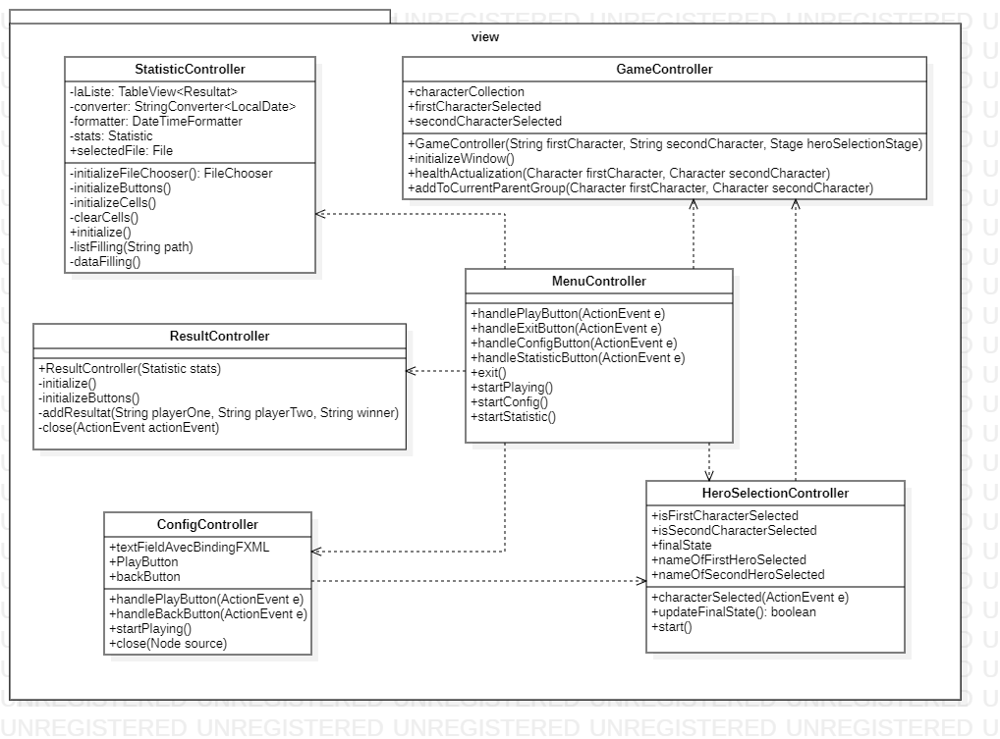 view
StatisticController
-laListe: TableView<Resultat>
-converter: StringConverter<LocalDate>
-formatter: DateTimeFormatter
-stats: Statistic
+selectedFile: File
-initializeFileChooser(): FileChooser
-initializeButtons()
-initializeCells()
-clearCells()
+initialize()
-listFilling(String path)
-dataFilling()
GameController
+characterCollection
+firstCharacterSelected
+secondCharacterSelected
+GameController(String firstCharacter, String secondCharacter, Stage heroSelectionStage)
+initializeWindow()
+healthActualization(Character firstCharacter, Character secondCharacter)
+addToCurrentParentGroup(Character firstCharacter, Character secondCharacter)
MenuController
+handlePlayButton(ActionEvent e)
+handleExitButton(ActionEvent e)
+handleConfigButton(ActionEvent e)
+handleStatisticButton(ActionEvent e)
+exit()
+startPlaying()
+startConfig()
+startStatistic()
ResultController
+ResultController(Statistic stats)
-initialize()
-initializeButtons()
-addResultat(String playerOne, String playerTwo, String winner)
-close(ActionEvent actionEvent)
ConfigController
+textFieldAvecBindingFXML
+PlayButton
+backButton
+handlePlayButton(ActionEvent e)
+handleBackButton(ActionEvent e)
+startPlaying()
+close(Node source)
HeroSelectionController
+isFirstCharacterSelected
+isSecondCharacterSelected
+finalState
+nameOfFirstHeroSelected
+nameOfSecondHeroSelected
+characterSelected(ActionEvent e)
+updateFinalState(): boolean
+start()
UNREGISTERED UNREGISTERED UNREGISTERED UNREGISTERED UNREGISTERED U